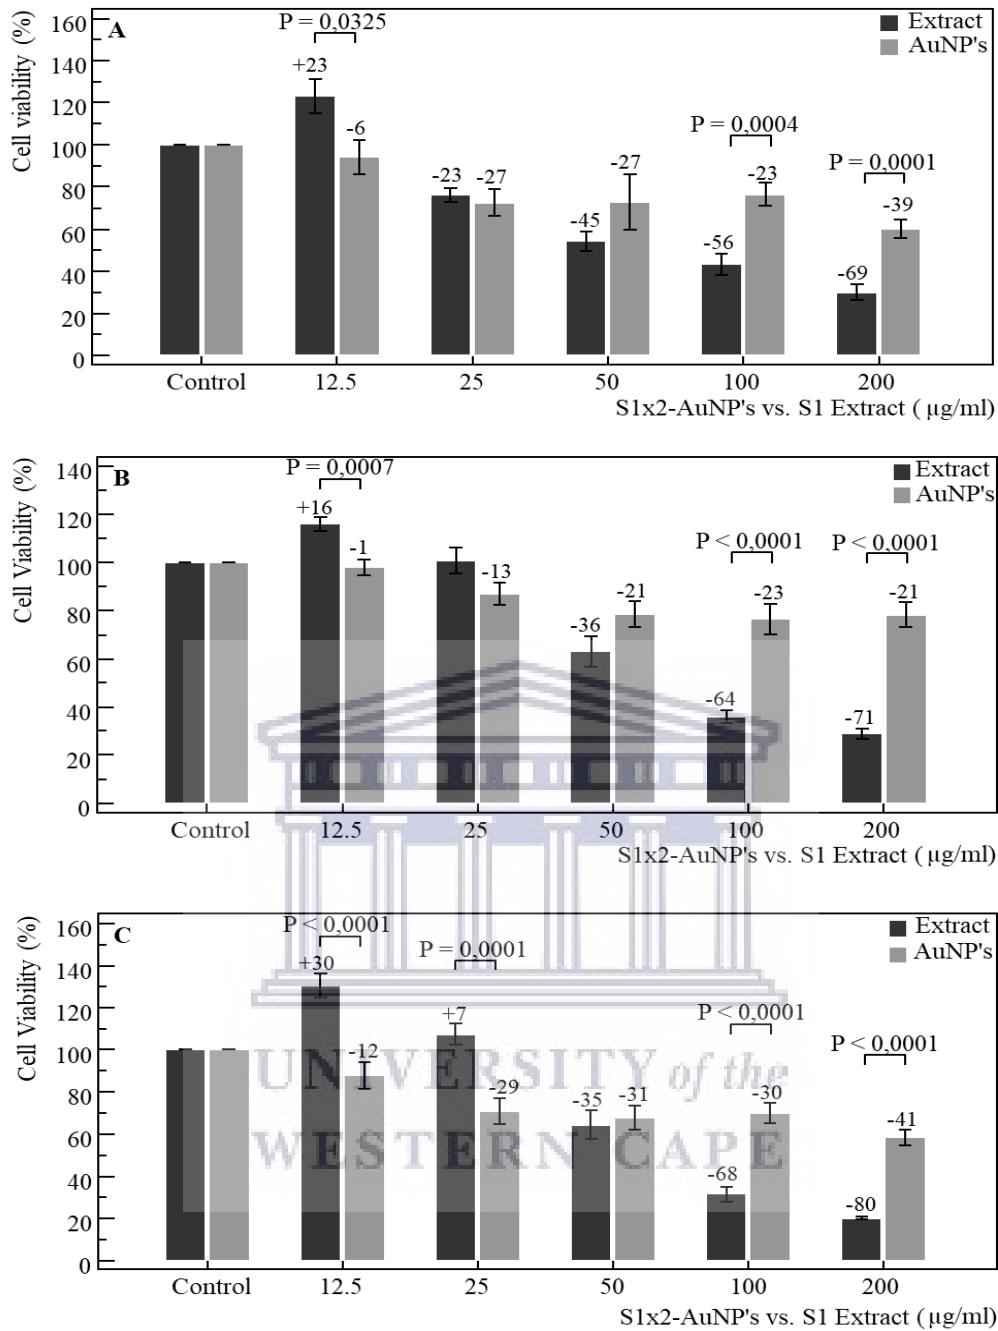 Cell viability (%)
A
Extract
AuNP's
160
140
120
100
80
60
40
20
0
P = 0,0325
+23
-6
-23
-27
-45
-27
P = 0,0004
-56
-23
P = 0,0001
-69
-39
Control 12.5 25 50 100 200
S1x2-AuNP's vs. S1 Extract ( µg/ml)
Cell Viability (%)
B
Extract
AuNP's
140
120
100
80
60
40
20
0
P = 0,0007
+16
-1
-13
-36
-21
P < 0,0001
-64
-23
P < 0,0001
-71
-21
Control 12.5 25 50 100 200
S1x2-AuNP's vs. S1 Extract ( µg/ml)
Cell Viability (%)
C
Extract
AuNP's
160
140
120
100
80
60
40
20
0
P < 0,0001
+30
-12
P = 0,0001
+7
-29
-35
-31
P < 0,0001
-68
-30
P < 0,0001
-80
-41
UNIVERSITY of the
WESTERN CAPE
Control 12.5 25 50 100 200
S1x2-AuNP's vs. S1 Extract ( µg/ml)